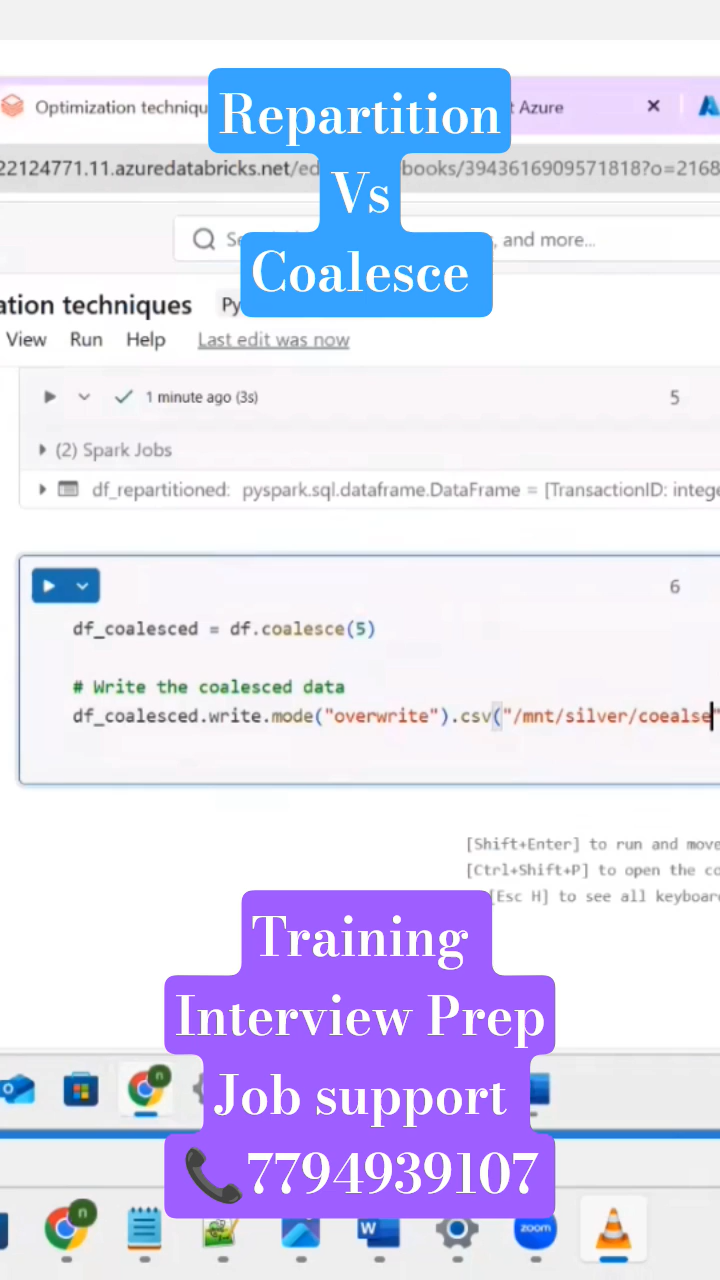 Repartition
Vs
Coalesce
Optimization techniqu
Azure
22124771.11.azuredatabricks.net/ed
books/3943616909571818?o=2168
, and more...
ation techniques
Py
View Run Help Last edit was now
1 minute ago (3s)
5
(2) Spark Jobs
df_repartitioned: pyspark.sql.dataframe.DataFrame = [TransactionID: intege
6
df_coalesced = df.coalesce(5)
# Write the coalesced data
df_coalesced.write.mode("overwrite").csv("/mnt/silver/coealse"
[Shift+Enter] to run and move
[Ctrl+Shift+P] to open the co
[Esc H] to see all keyboar
Training
Interview Prep
Job support
📞7794939107
n
n
W
zoom